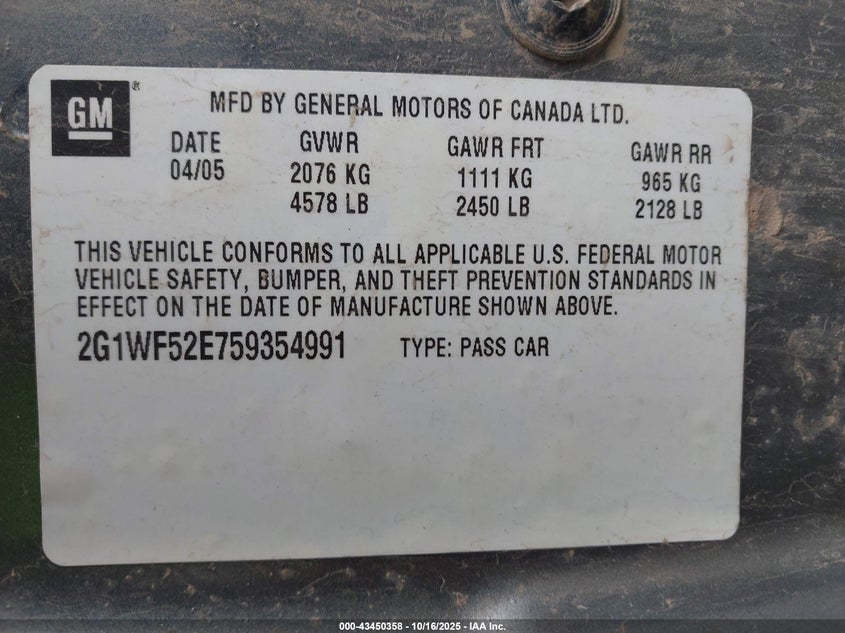 GM
MFD BY GENERAL MOTORS OF CANADA LTD.
DATE GVWR GAWR FRT GAWR RR
04/05 2076 KG 1111 KG 965 KG
4578 LB 2450 LB 2128 LB
THIS VEHICLE CONFORMS TO ALL APPLICABLE U.S. FEDERAL MOTOR
VEHICLE SAFETY, BUMPER, AND THEFT PREVENTION STANDARDS IN
EFFECT ON THE DATE OF MANUFACTURE SHOWN ABOVE.
2G1WF52E759354991 TYPE: PASS CAR
000-43450358 - 10/16/2025 - IAA Inc.